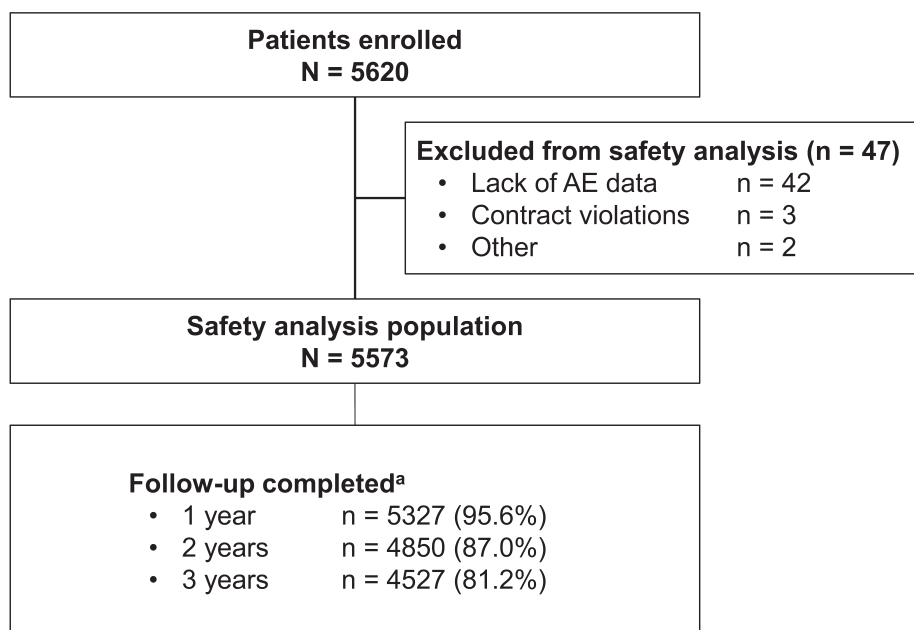 Patients enrolled
N = 5620
Excluded from safety analysis (n = 47)
• Lack of AE data n = 42
• Contract violations n = 3
• Other n = 2
Safety analysis population
N = 5573
Follow-up completedᵃ
• 1 year n = 5327 (95.6%)
• 2 years n = 4850 (87.0%)
• 3 years n = 4527 (81.2%)